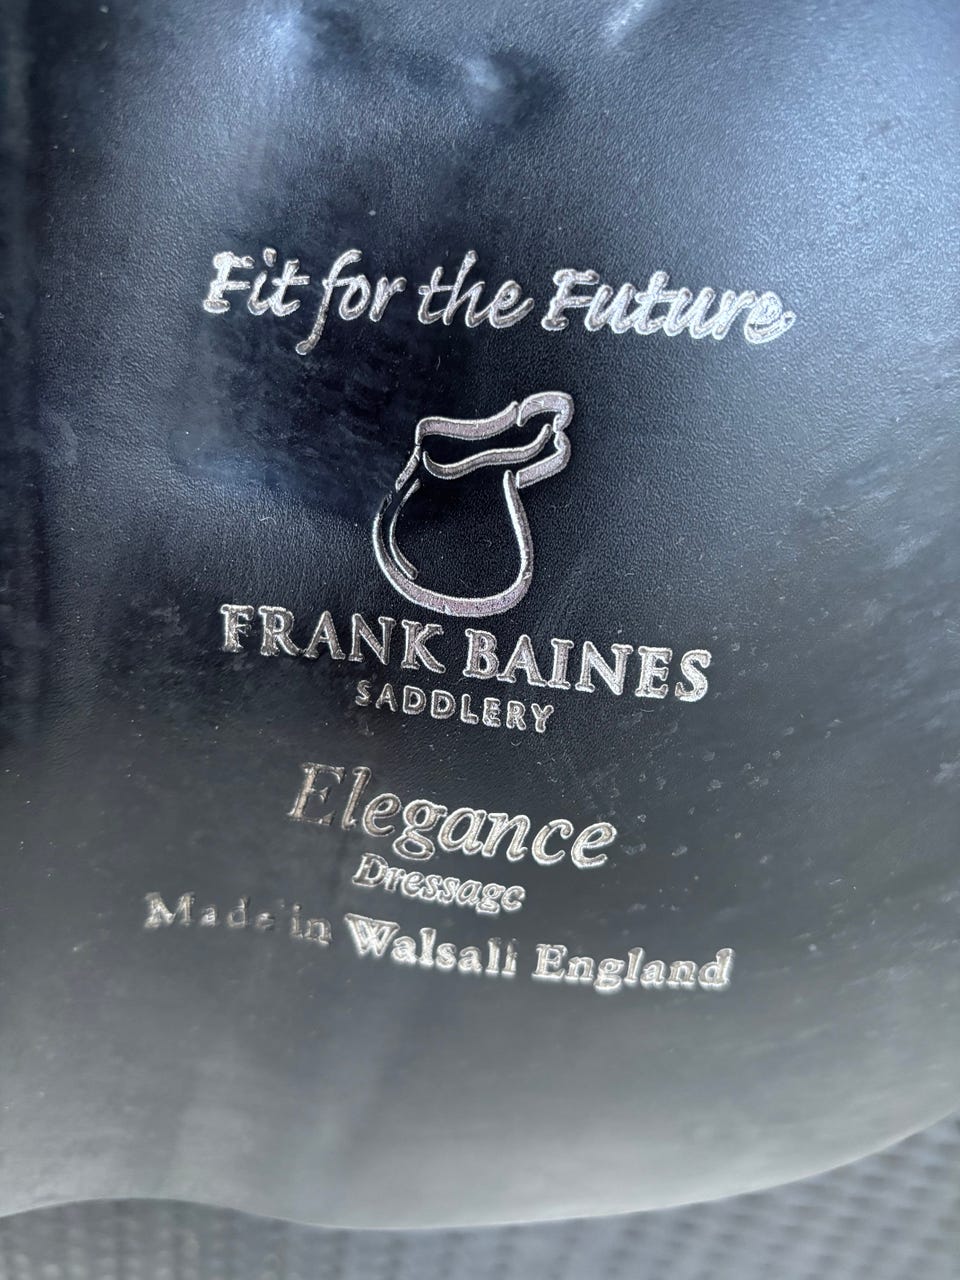 Fit for the Future
FRANK BAINES
SADDLERY
Elegance
Dressage
Made in Walsall England